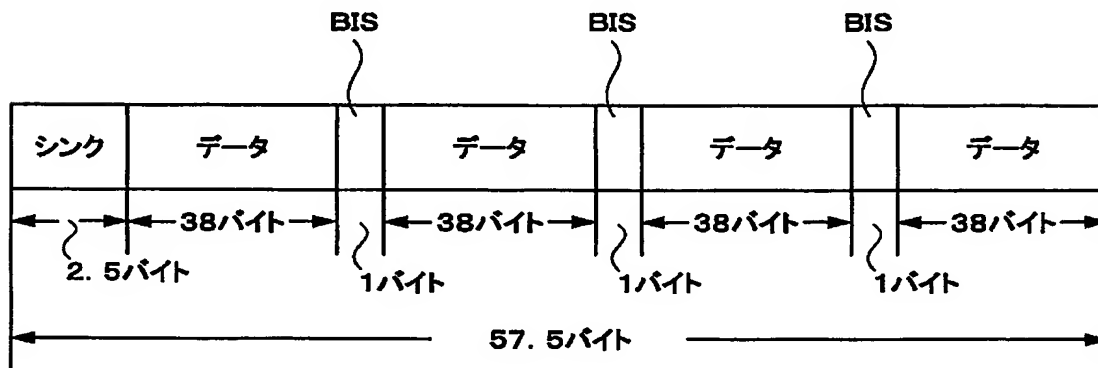 BIS BIS BIS
シンク データ データ データ データ
38バイト 38バイト 38バイト 38バイト
2. 5バイト 1バイト 1バイト 1バイト
57. 5バイト